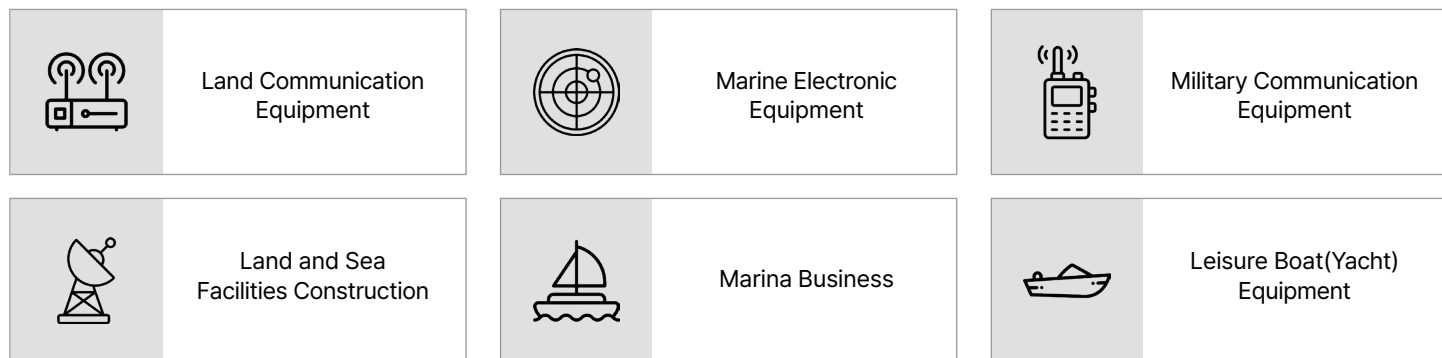 Land Communication
Equipment
Marine Electronic
Equipment
Military Communication
Equipment
Land and Sea
Facilities Construction
Marina Business
Leisure Boat(Yacht)
Equipment